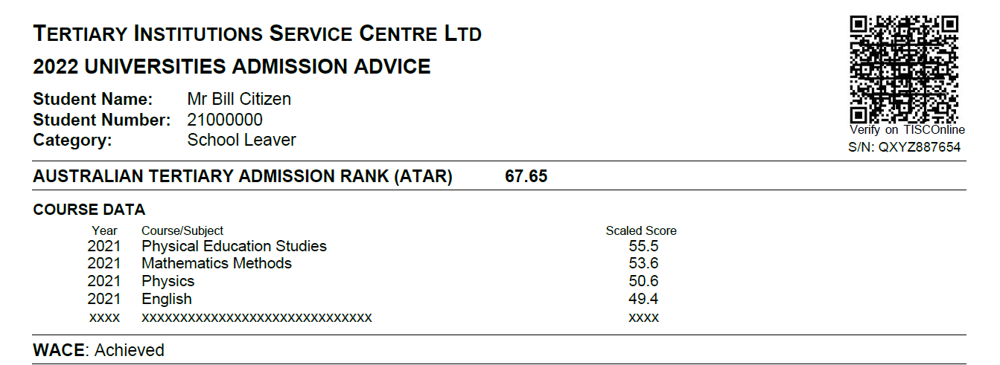 TERTIARY INSTITUTIONS SERVICE CENTRE LTD
2022 UNIVERSITIES ADMISSION ADVICE
Student Name: Mr Bill Citizen
Student Number: 21000000
Category: School Leaver
Verify on TISCOnline
S/N: QXYZ887654
AUSTRALIAN TERTIARY ADMISSION RANK (ATAR) 67.65
COURSE DATA
Year Course/Subject Scaled Score
2021 Physical Education Studies 55.5
2021 Mathematics Methods 53.6
2021 Physics 50.6
2021 English 49.4
xxxx xxxxxxxxxxxxxxxxxxxxxxxxxxxxxx xxxx
WACE: Achieved